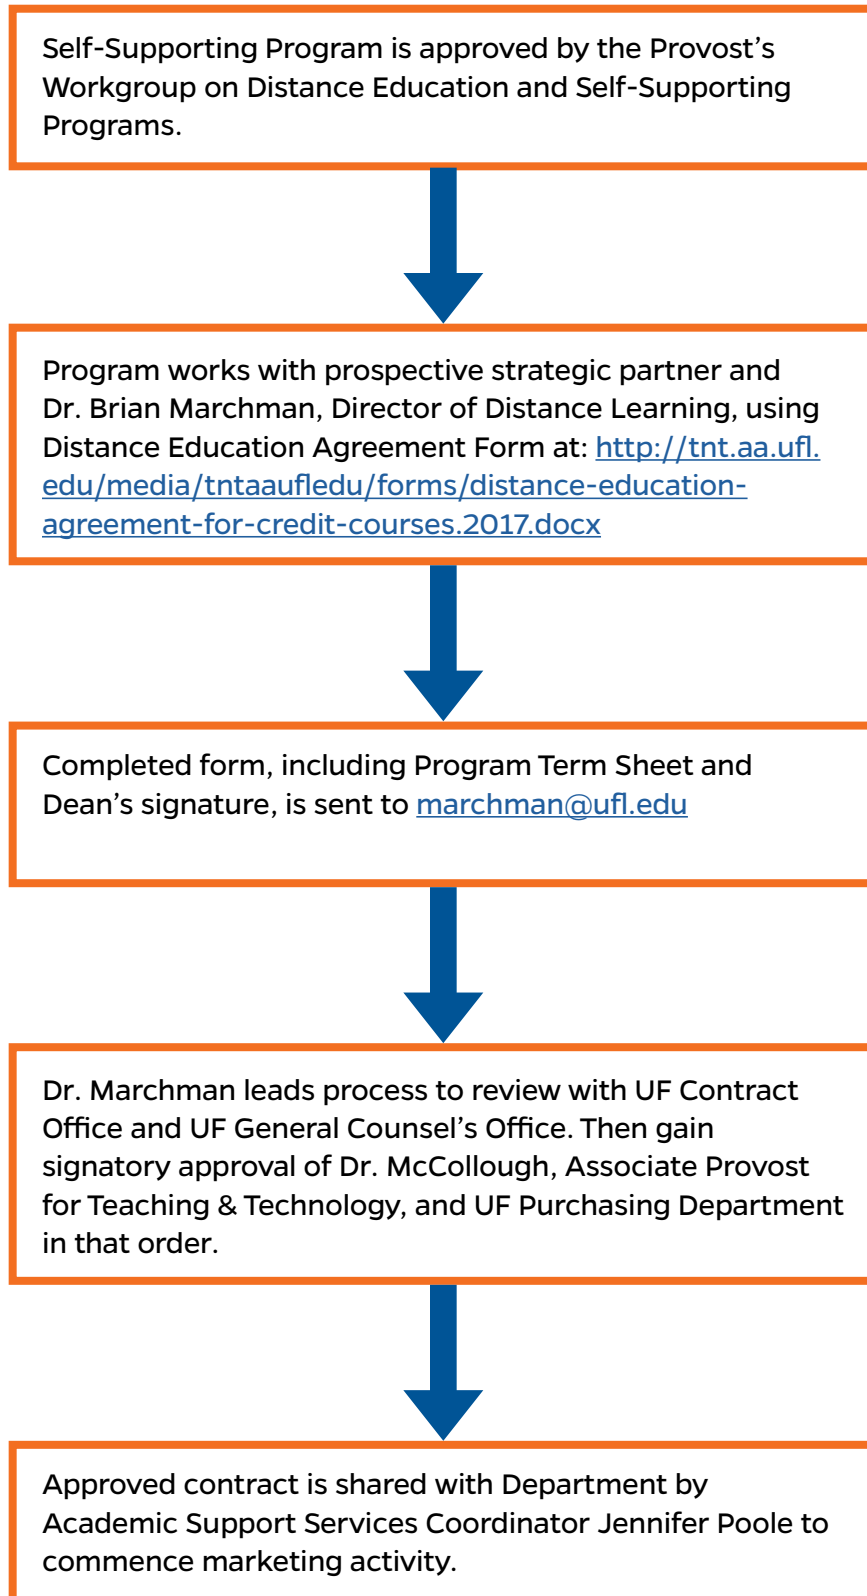 Self-Supporting Program is approved by the Provost’s
Workgroup on Distance Education and Self-Supporting
Programs.
Program works with prospective strategic partner and
Dr. Brian Marchman, Director of Distance Learning, using
Distance Education Agreement Form at: http://tnt.aa.ufl.
edu/media/tntaaufledu/forms/distance-education-
agreement-for-credit-courses.2017.docx
Completed form, including Program Term Sheet and
Dean’s signature, is sent to marchman@ufl.edu
Dr. Marchman leads process to review with UF Contract
Office and UF General Counsel’s Office. Then gain
signatory approval of Dr. McCollough, Associate Provost
for Teaching & Technology, and UF Purchasing Department
in that order.
Approved contract is shared with Department by
Academic Support Services Coordinator Jennifer Poole to
commence marketing activity.